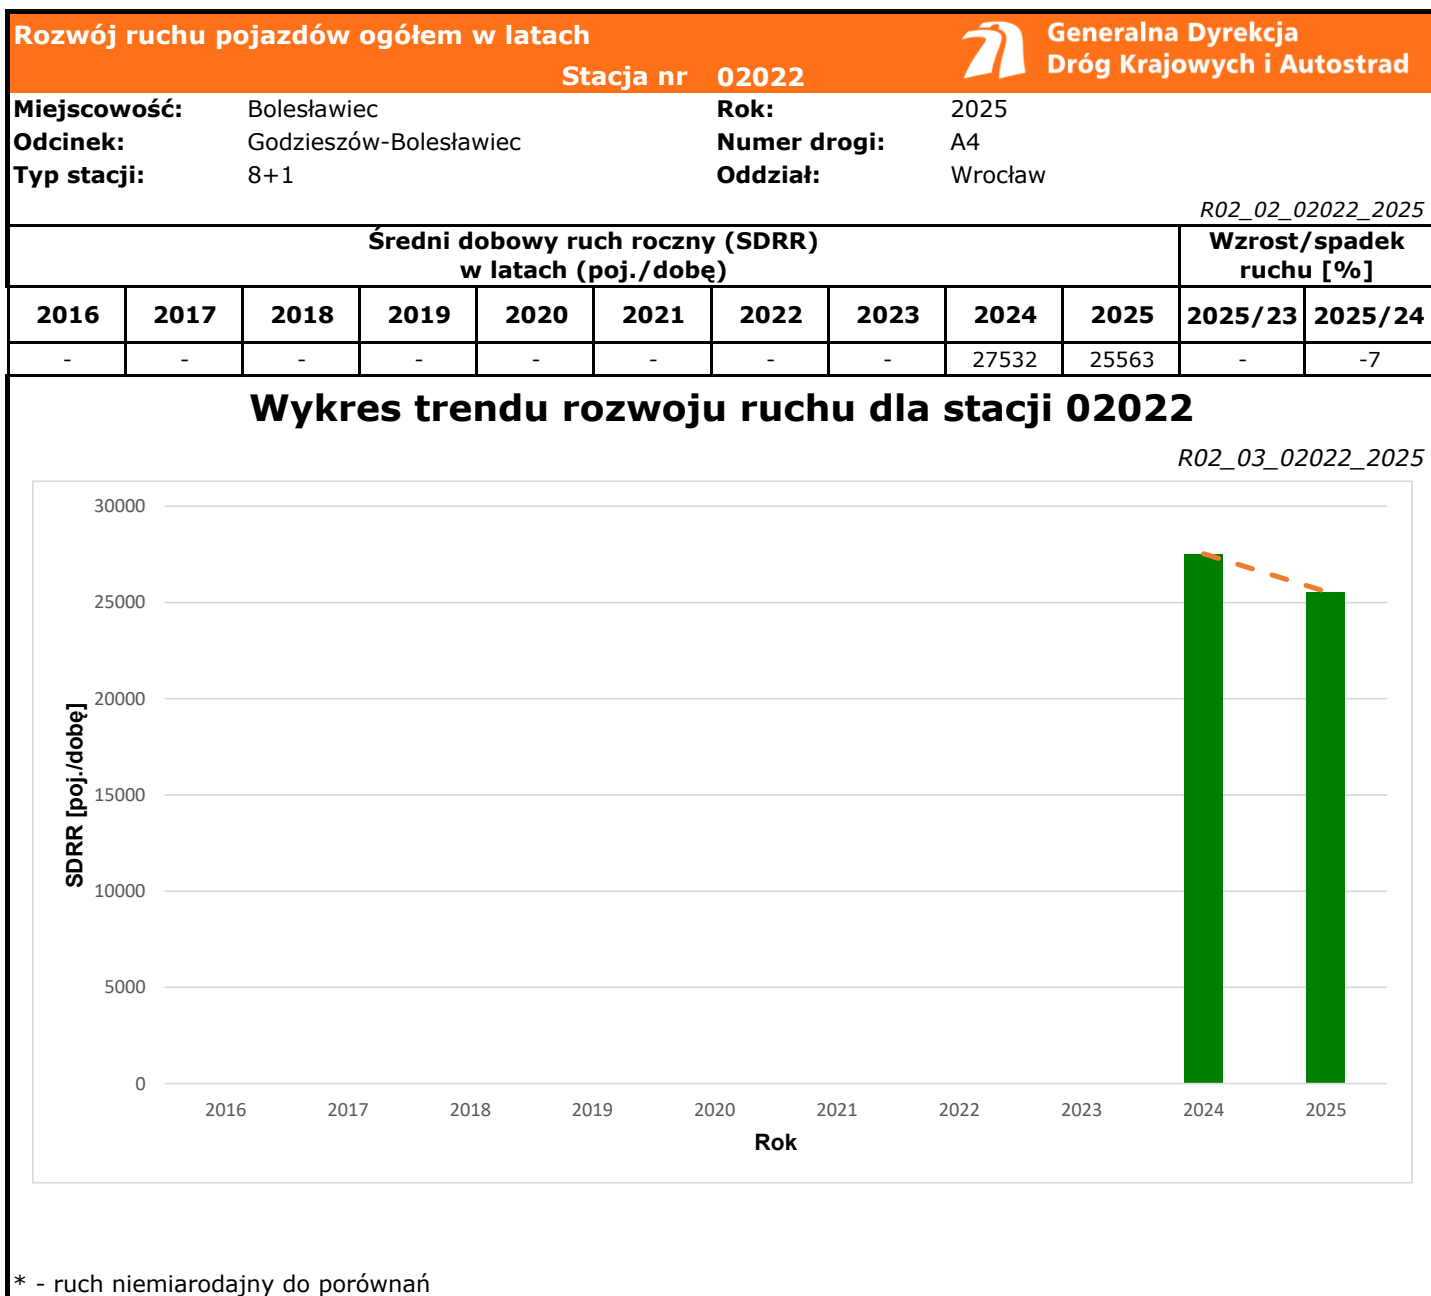 Rozwój ruchu pojazdów ogółem w latach
Generalna Dyrekcja
Dróg Krajowych i Autostrad
Stacja nr 02022
Miejscowość: Bolesławiec Rok: 2025
Odcinek: Godzieszów-Bolesławiec Numer drogi: A4
Typ stacji: 8+1 Oddział: Wrocław
R02_02_02022_2025
Średni dobowy ruch roczny (SDRR)
w latach (poj./dobę)
Wzrost/spadek
ruchu [%]
2016 2017 2018 2019 2020 2021 2022 2023 2024 2025 2025/23 2025/24
- - - - - - - - 27532 25563 - -7
Wykres trendu rozwoju ruchu dla stacji 02022
R02_03_02022_2025
30000
25000
20000
15000
10000
5000
0
SDRR [poj./dobę]
2016 2017 2018 2019 2020 2021 2022 2023 2024 2025
Rok
* - ruch niemiarodajny do porównań